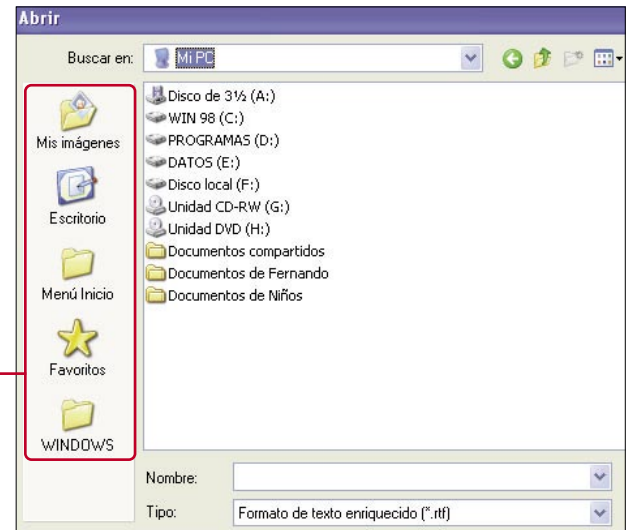 Abrir
Buscar en:
Mi PC
Mis imágenes
Escritorio
Menú Inicio
Favoritos
WINDOWS
Disco de 3½ (A:)
WIN 98 (C:)
PROGRAMAS (D:)
DATOS (E:)
Disco local (F:)
Unidad CD-RW (G:)
Unidad DVD (H:)
Documentos compartidos
Documentos de Fernando
Documentos de Niños
Nombre:
Tipo:
Formato de texto enriquecido (*.rtf)